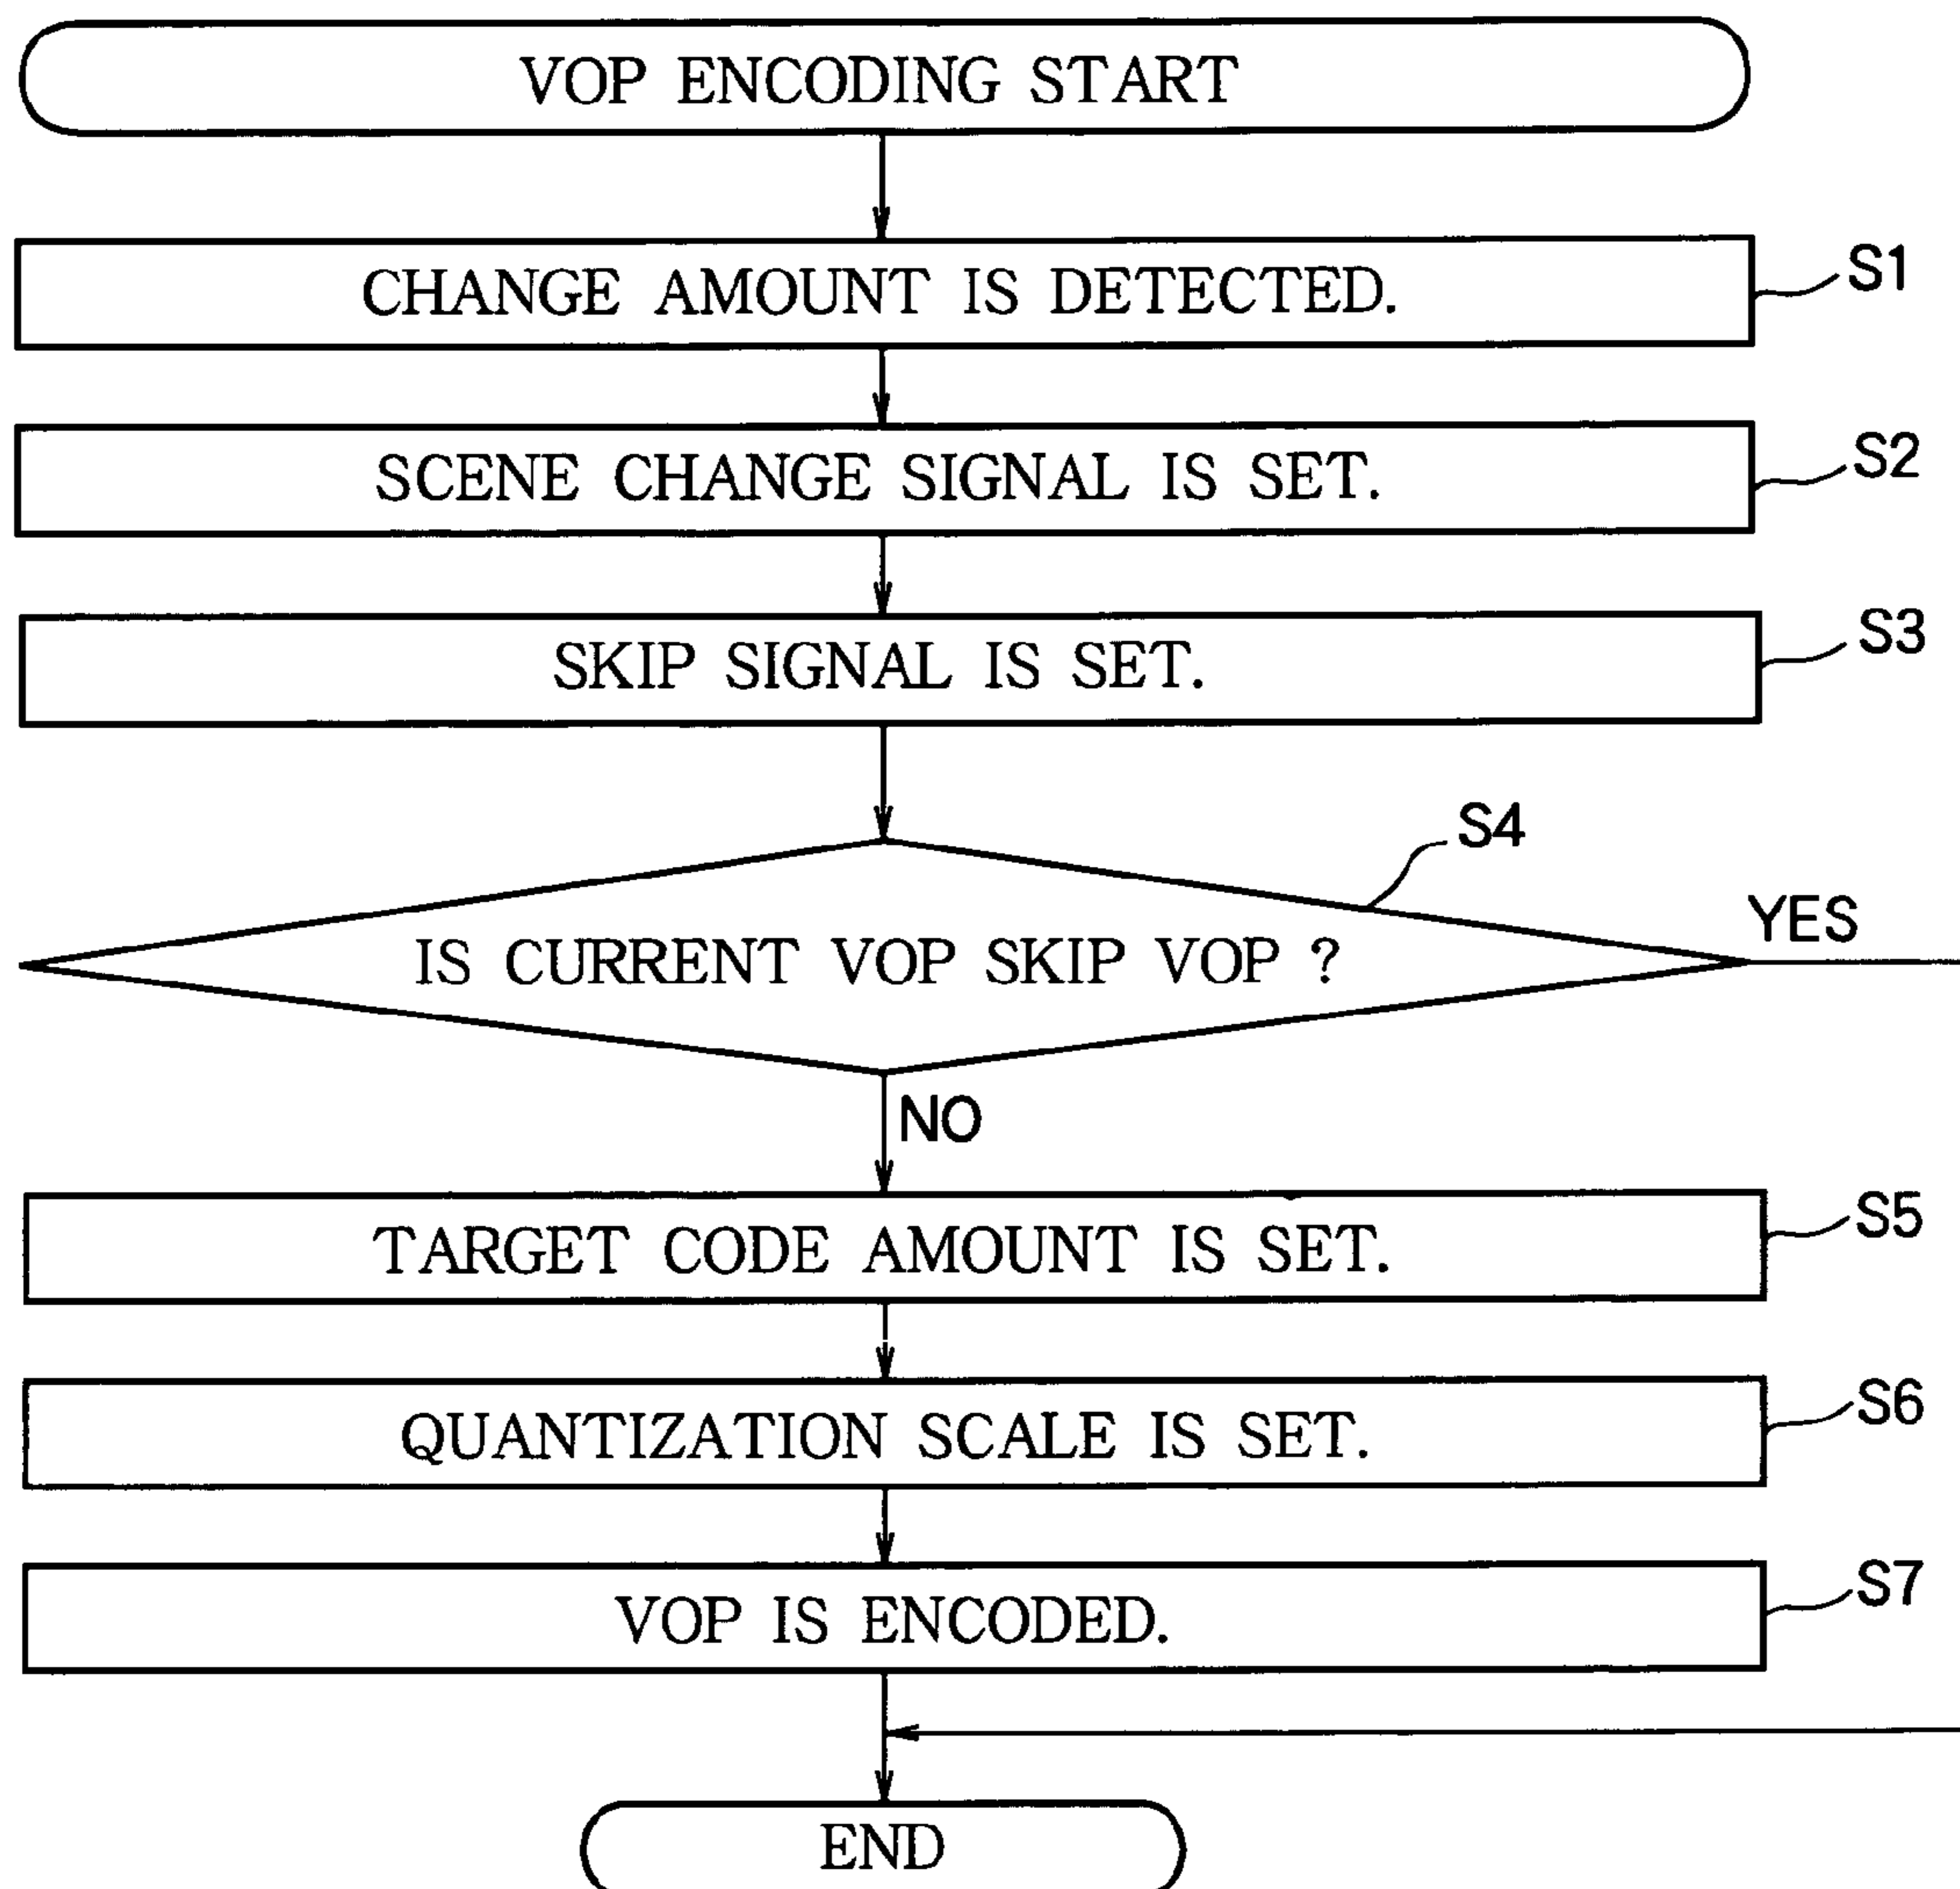 VOP ENCODING START
CHANGE AMOUNT IS DETECTED.
S1
SCENE CHANGE SIGNAL IS SET.
S2
SKIP SIGNAL IS SET.
S3
S4
IS CURRENT VOP SKIP VOP ?
YES
NO
TARGET CODE AMOUNT IS SET.
S5
QUANTIZATION SCALE IS SET.
S6
VOP IS ENCODED.
S7
END